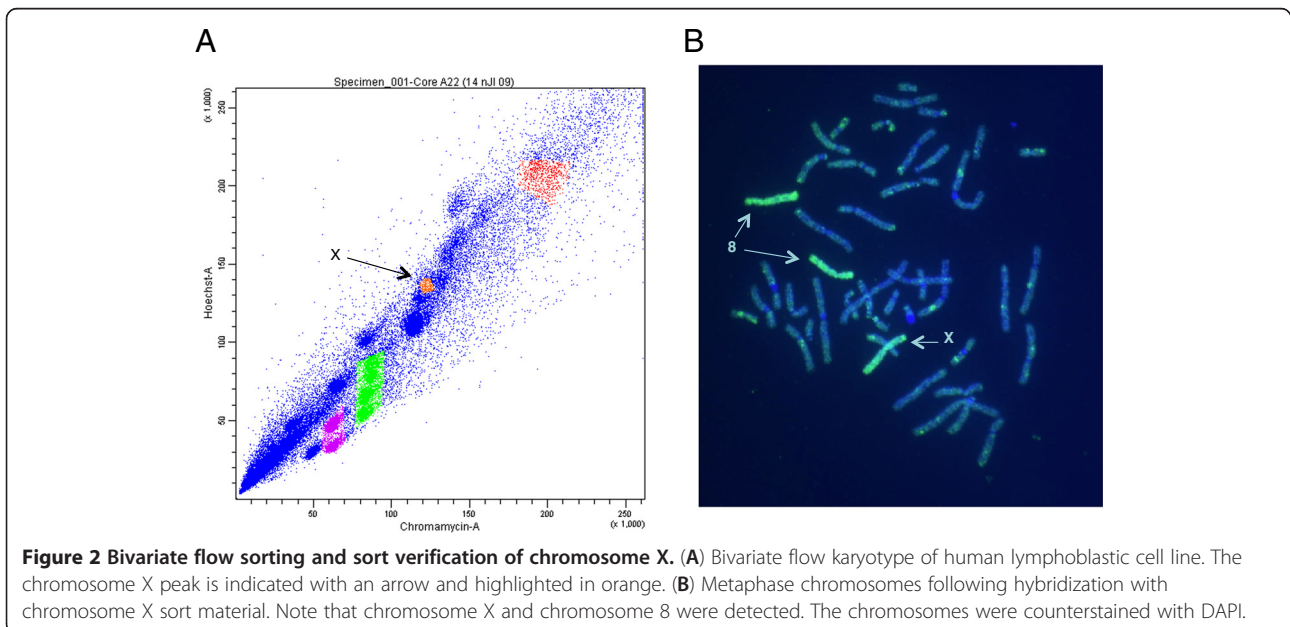 A
B
Specimen_001-Core A22 (14 nJl 09)
(x 1,000)
250
200
150
100
50
Hoechst-A
X
50
100
150
200
250
Chromamycin-A
(x 1,000)
8
X
Figure 2 Bivariate flow sorting and sort verification of chromosome X. (A) Bivariate flow karyotype of human lymphoblastic cell line. The
chromosome X peak is indicated with an arrow and highlighted in orange. (B) Metaphase chromosomes following hybridization with
chromosome X sort material. Note that chromosome X and chromosome 8 were detected. The chromosomes were counterstained with DAPI.